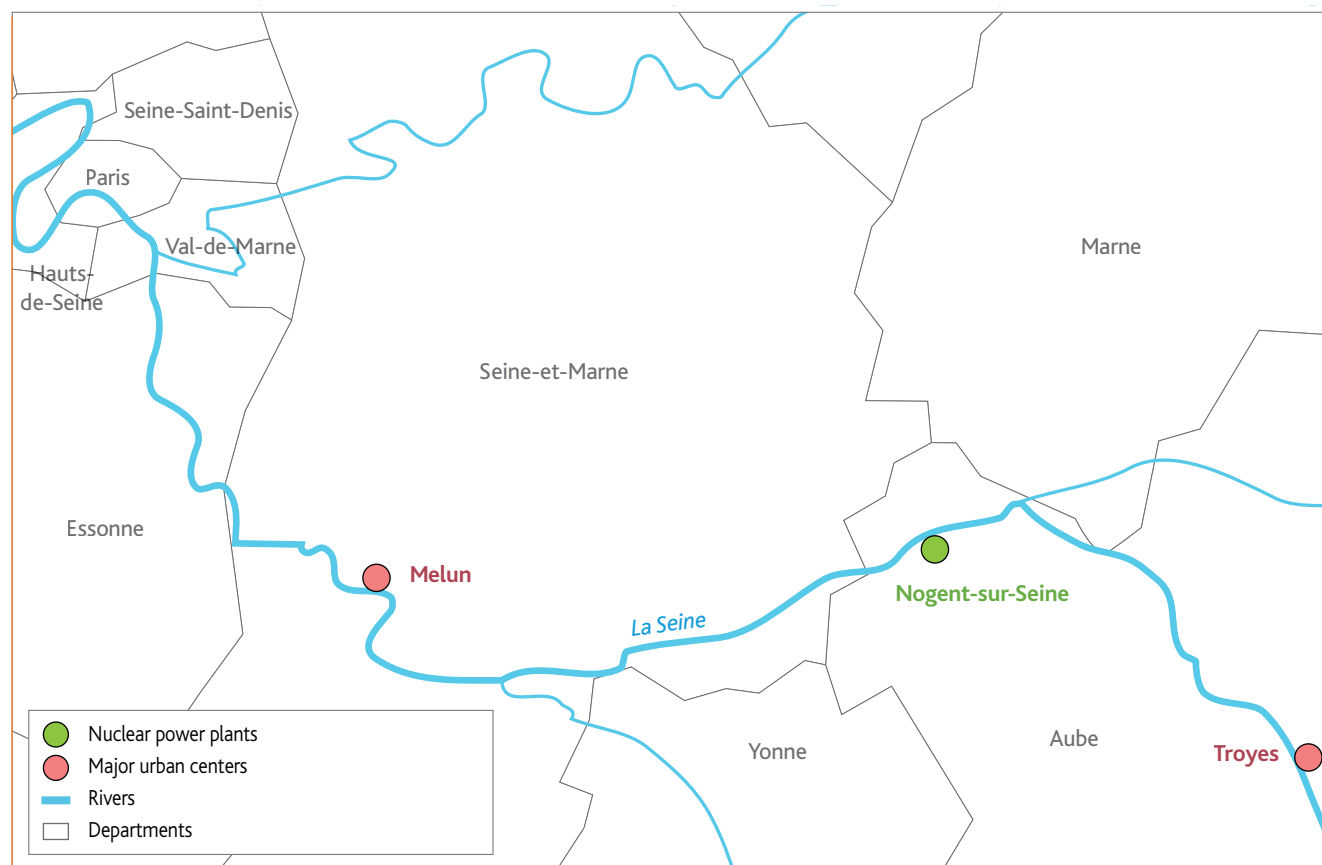 Seine-Saint-Denis
Paris
Val-de-Marne
Marne
Hauts-
de-Seine
Seine-et-Marne
Essonne
Melun
Nogent-sur-Seine
La Seine
Yonne
Aube
Troyes
Nuclear power plants
Major urban centers
Rivers
Departments